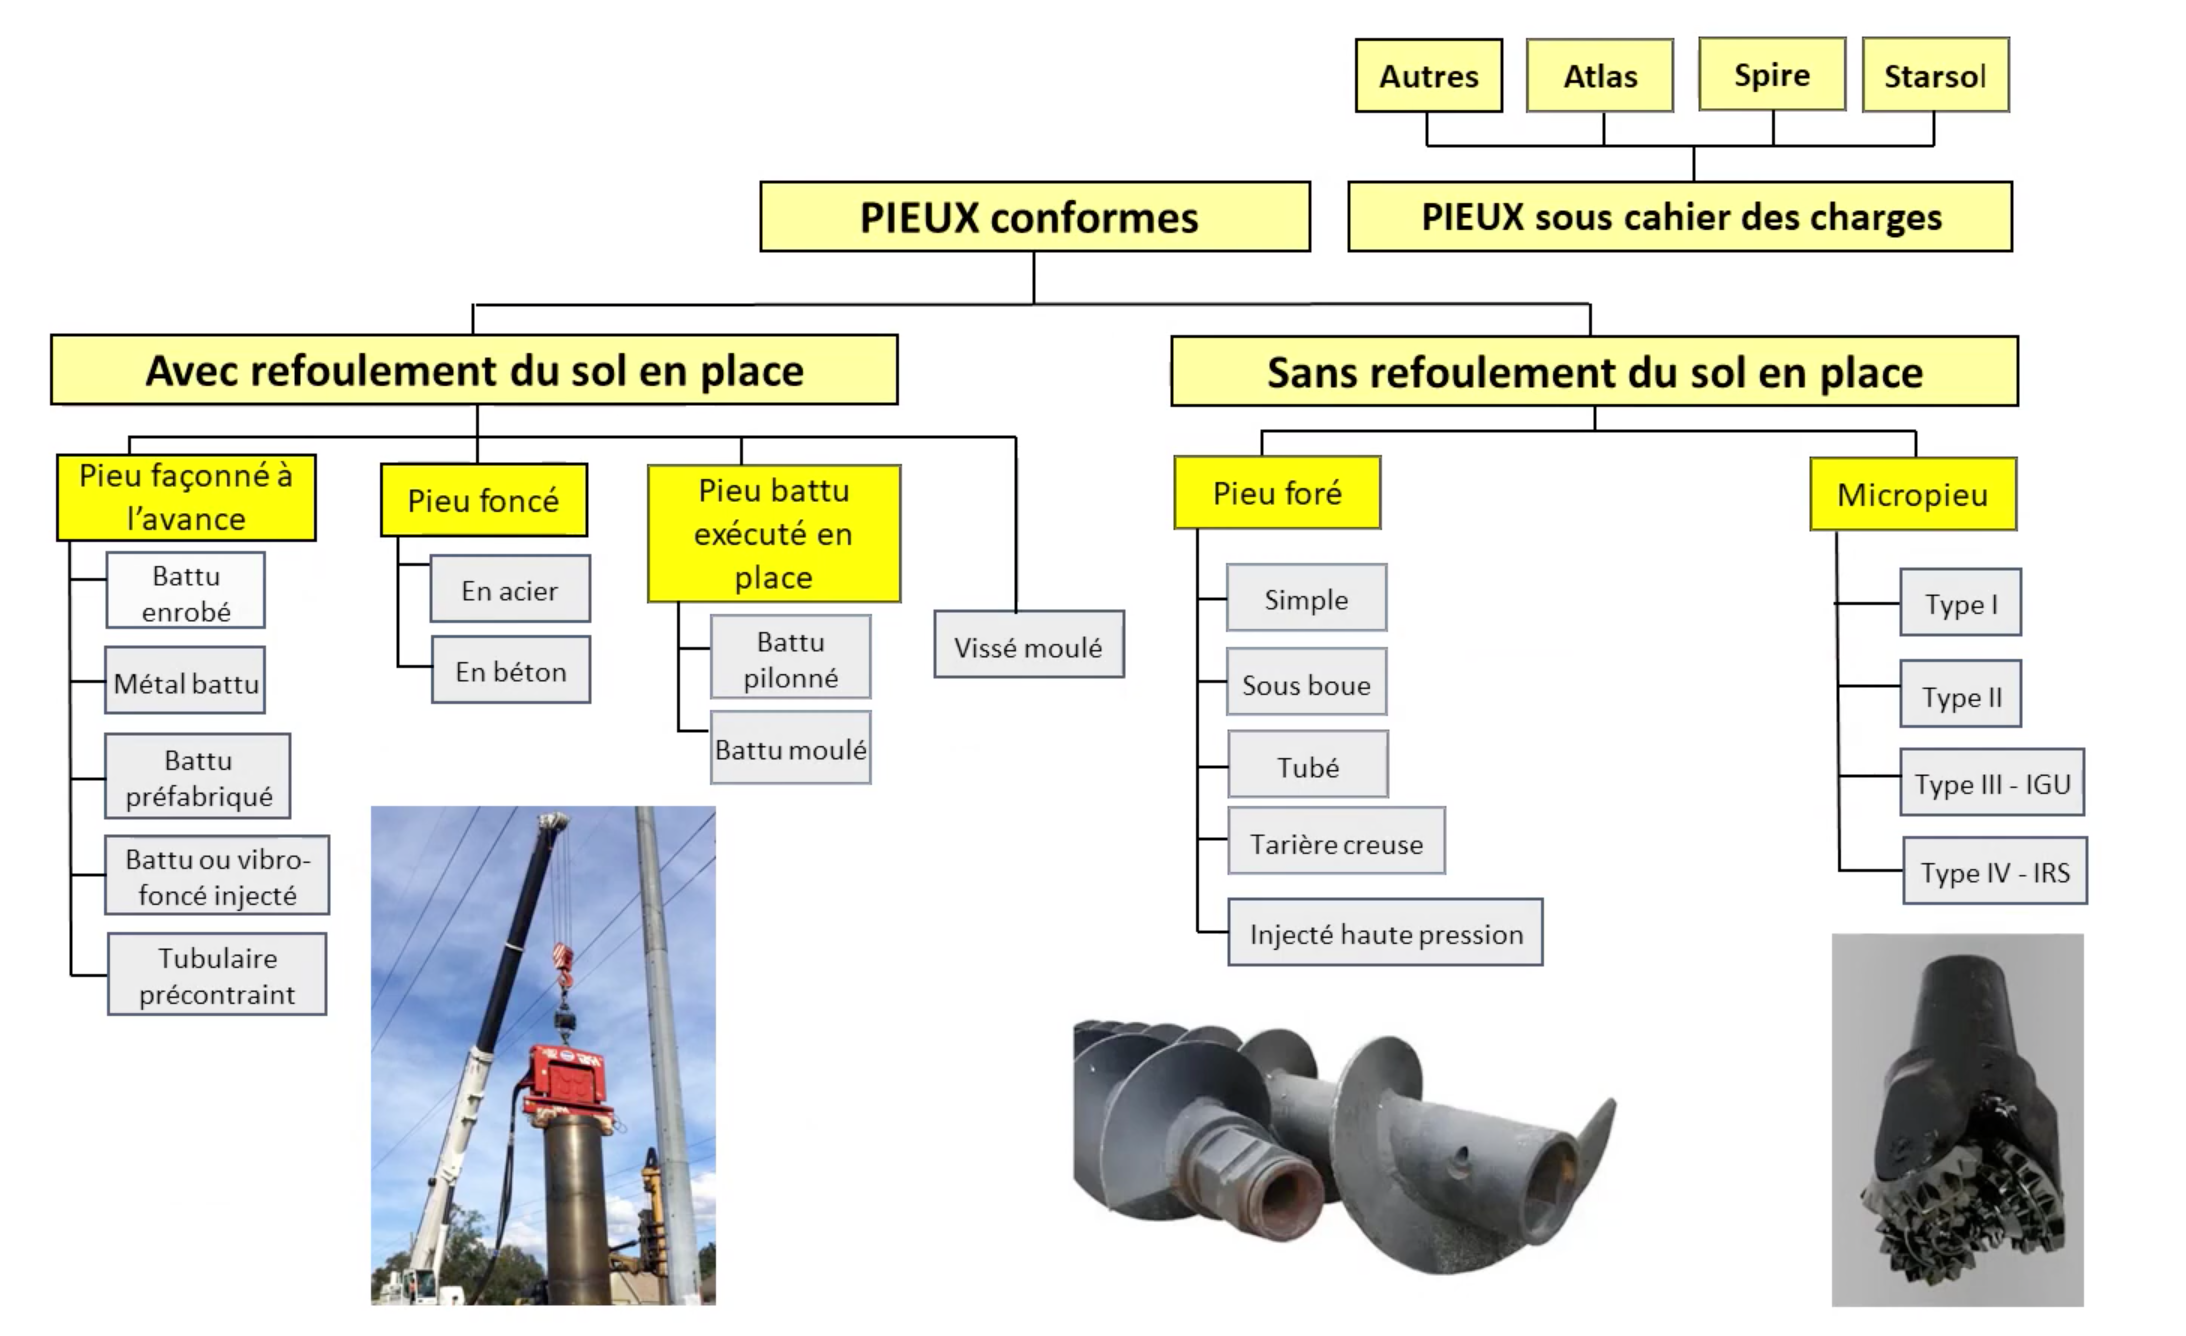 Autres
Atlas
Spire
Starsol
PIEUX conformes
PIEUX sous cahier des charges
Avec refoulement du sol en place
Sans refoulement du sol en place
Pieu façonné à
l’avance
Battu
enrobé
Métal battu
Battu
préfabriqué
Battu ou vibro-
foncé injecté
Tubulaire
précontraint
Pieu foncé
En acier
En béton
Pieu battu
exécuté en
place
Battu
pilonné
Battu moulé
Vissé moulé
Pieu foré
Simple
Sous boue
Tubé
Tarière creuse
Injecté haute pression
Micropieu
Type I
Type II
Type III - IGU
Type IV - IRS